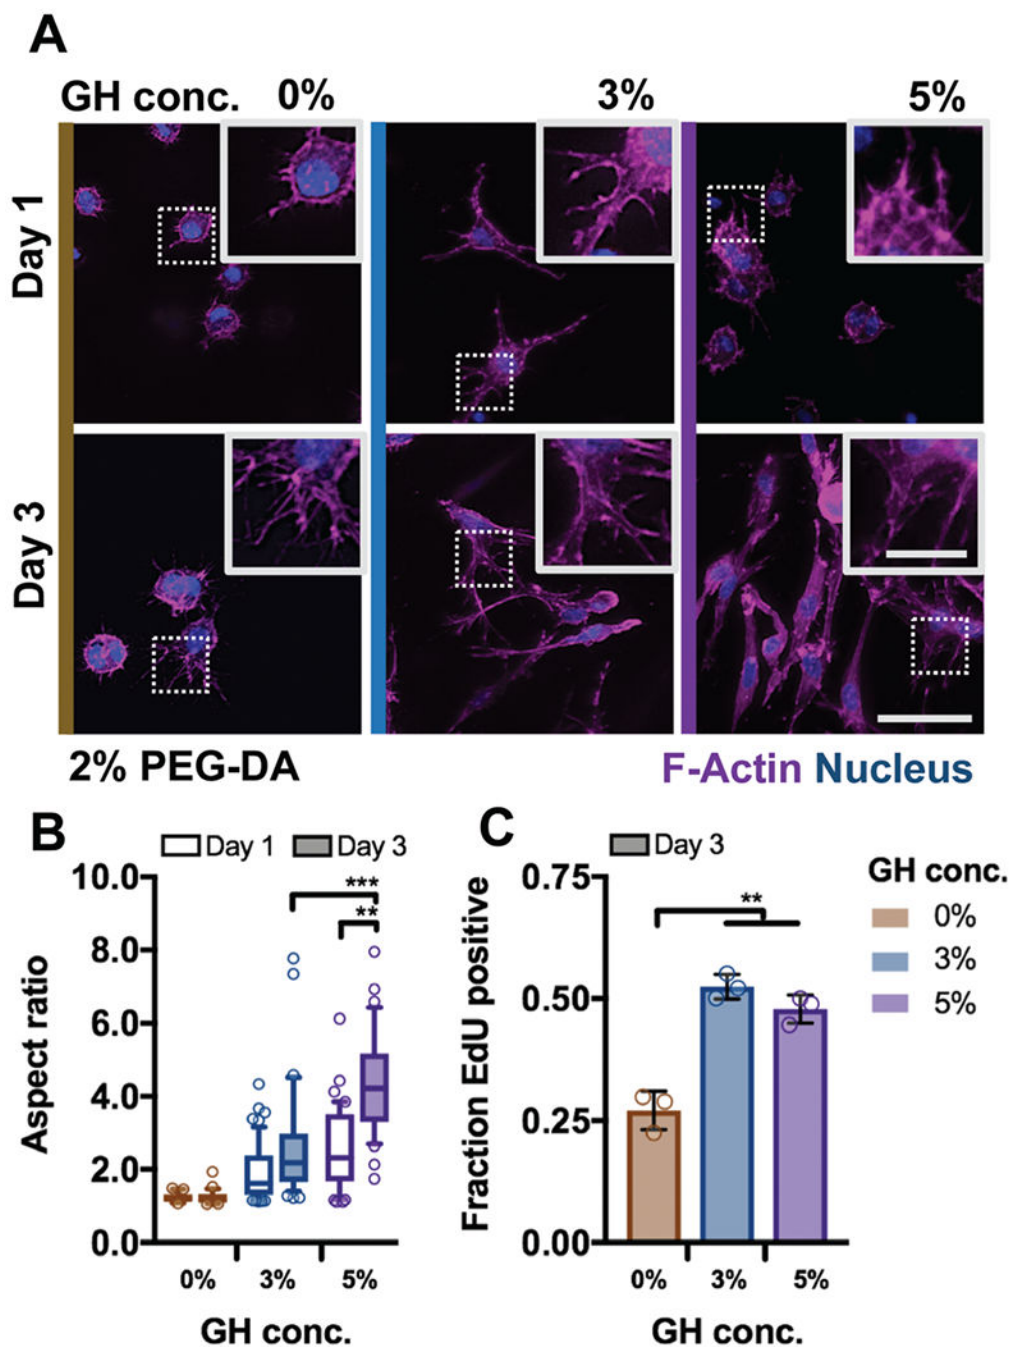 A
GH conc. 0% 3% 5%
Day 1
Day 3
2% PEG-DA F-Actin Nucleus
B
Day 1 Day 3
10.0
8.0
6.0
4.0
2.0
0.0
Aspect ratio
***
**
0% 3% 5%
GH conc.
C
Day 3
0.75
0.50
0.25
0.00
Fraction EdU positive
**
0% 3% 5%
GH conc.
GH conc.
0%
3%
5%